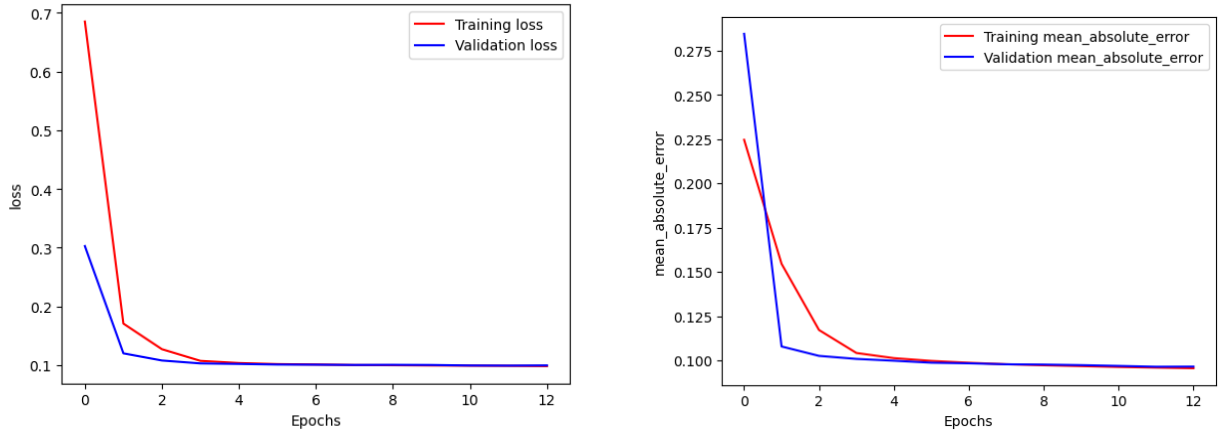 0.7
0.6
0.5
0.4
0.3
0.2
0.1
loss
Training loss
Validation loss
0 2 4 6 8 10 12
Epochs
0.275
0.250
0.225
0.200
0.175
0.150
0.125
0.100
mean_absolute_error
Training mean_absolute_error
Validation mean_absolute_error
0 2 4 6 8 10 12
Epochs